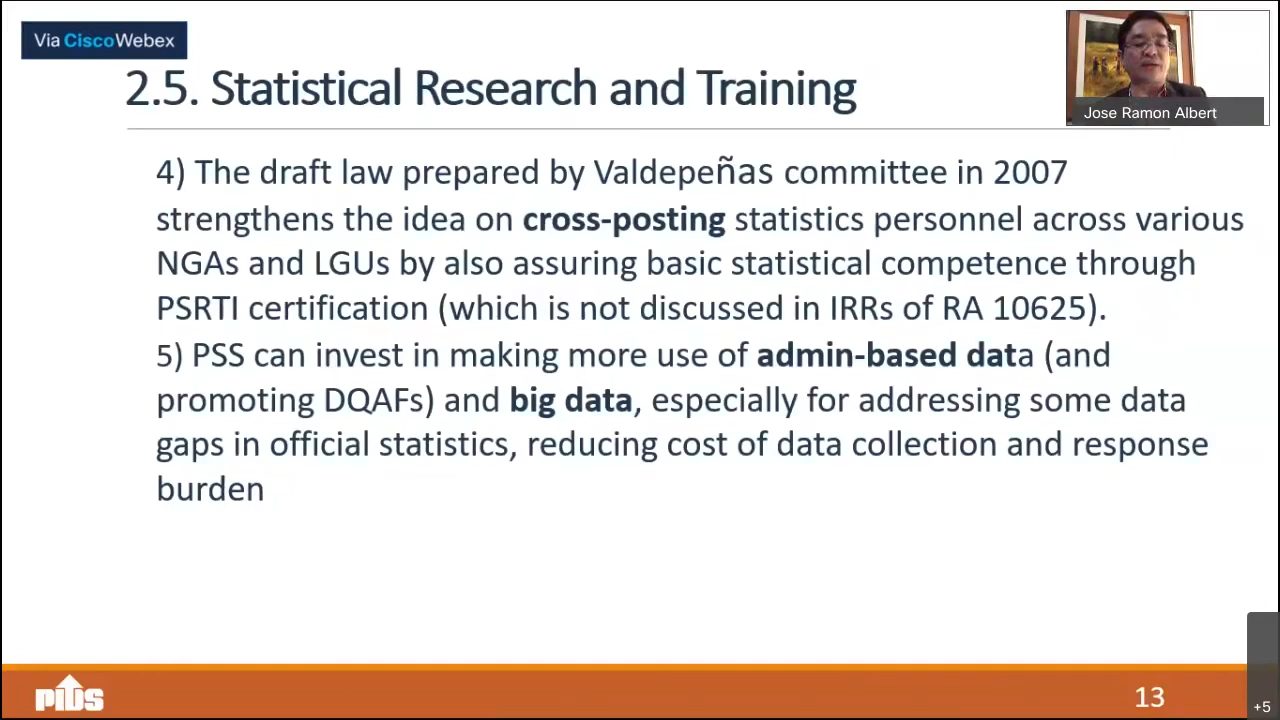 Via CiscoWebex
2.5. Statistical Research and Training
Jose Ramon Albert
4) The draft law prepared by Valdepeñas committee in 2007
strengthens the idea on cross-posting statistics personnel across various
NGAs and LGUs by also assuring basic statistical competence through
PSRTI certification (which is not discussed in IRRs of RA 10625).
5) PSS can invest in making more use of admin-based data (and
promoting DQAFs) and big data, especially for addressing some data
gaps in official statistics, reducing cost of data collection and response
burden
PIDS
13
+5